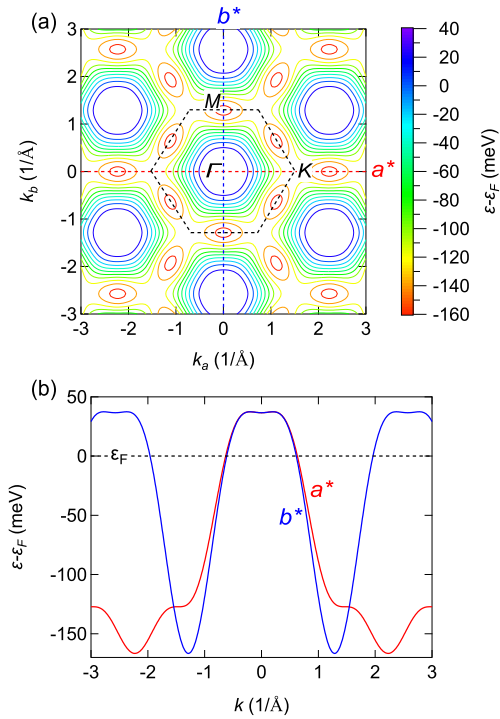 (a)
b*
3
2
1
0
-1
-2
-3
k_b (1/Å)
M
Γ
K
a*
-3
-2
-1
0
1
2
3
k_a (1/Å)
40
20
0
-20
-40
-60
-80
-100
-120
-140
-160
ε-ε_F (meV)
(b)
50
0
-50
-100
-150
ε-ε_F (meV)
ε_F
a*
b*
-3
-2
-1
0
1
2
3
k (1/Å)